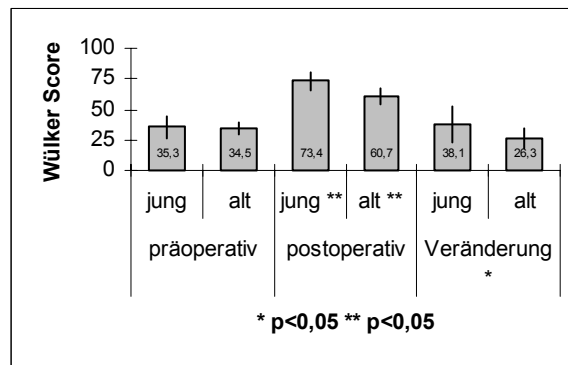 Wülker Score
100
75
50
25
0
35,3 34,5 73,4 60,7 38,1 26,3
jung alt jung ** alt ** jung alt
präoperativ postoperativ Veränderung
*
* p<0,05 ** p<0,05